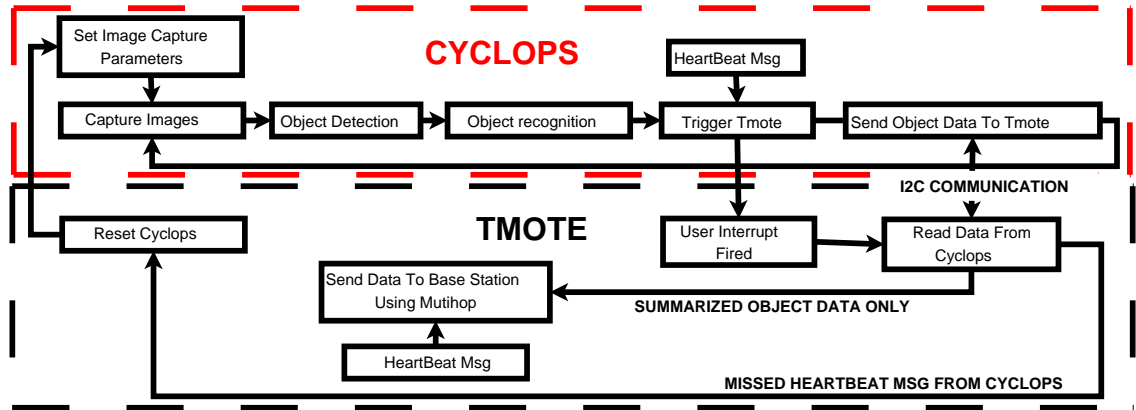 Set Image Capture
Parameters
CYCLOPS
HeartBeat Msg
Capture Images
Object Detection
Object recognition
Trigger Tmote
Send Object Data To Tmote
I2C COMMUNICATION
Reset Cyclops
TMOTE
User Interrupt
Fired
Read Data From
Cyclops
Send Data To Base Station
Using Mutihop
SUMMARIZED OBJECT DATA ONLY
HeartBeat Msg
MISSED HEARTBEAT MSG FROM CYCLOPS